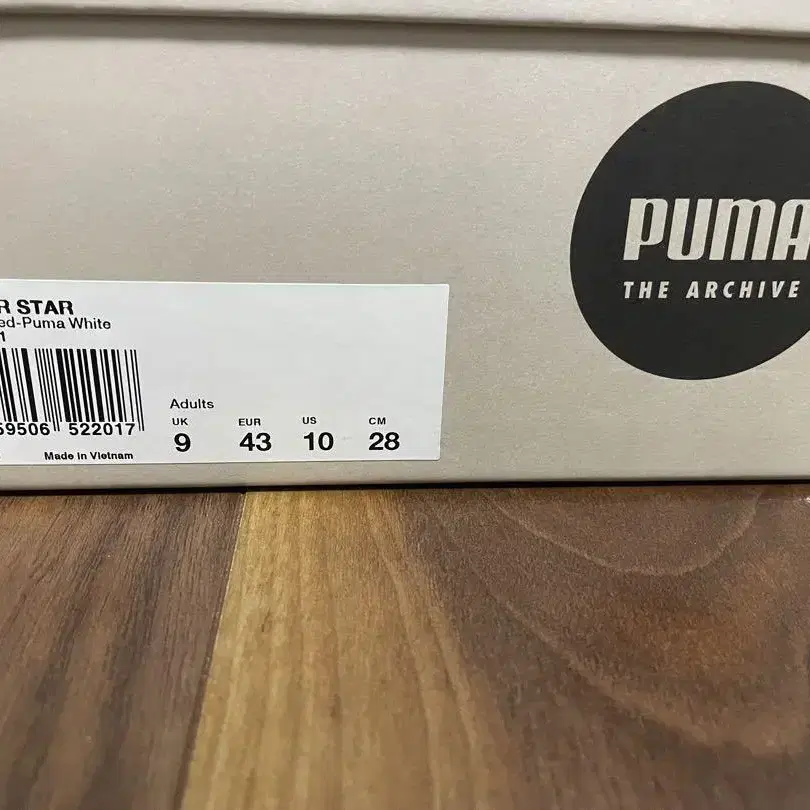 PUMA
THE ARCHIVE
R STAR
ed-Puma White
1
59506 522017
Adults
UK EUR US CM
9 43 10 28
Made in Vietnam